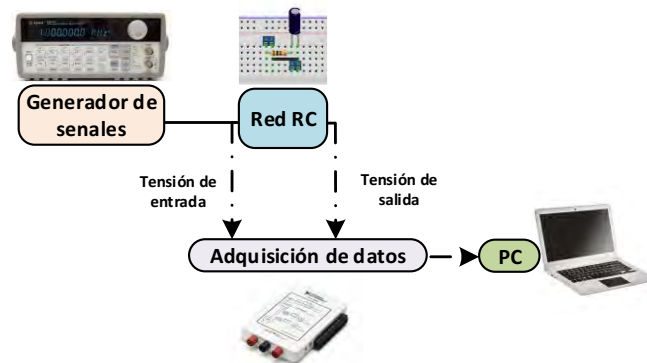 Generador de
senales
Red RC
Tensión de
entrada
Tensión de
salida
Adquisición de datos
PC